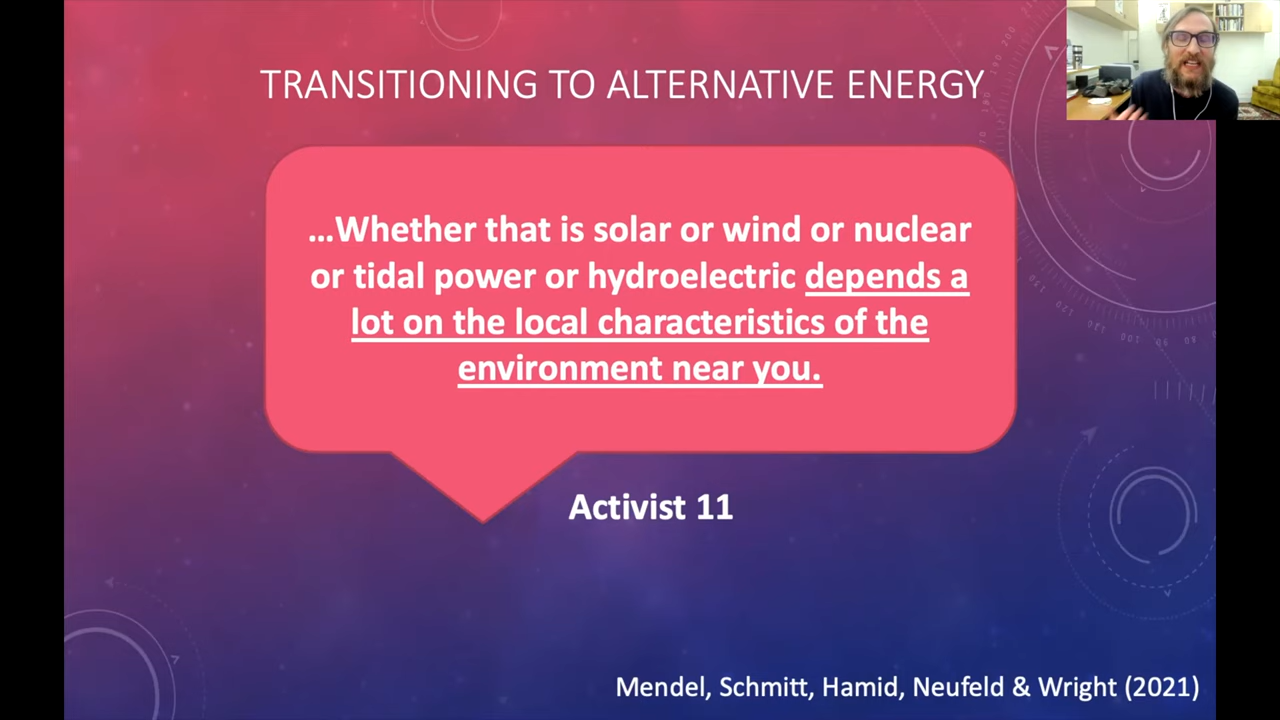 TRANSITIONING TO ALTERNATIVE ENERGY
…Whether that is solar or wind or nuclear
or tidal power or hydroelectric depends a
lot on the local characteristics of the
environment near you.
Activist 11
Mendel, Schmitt, Hamid, Neufeld & Wright (2021)